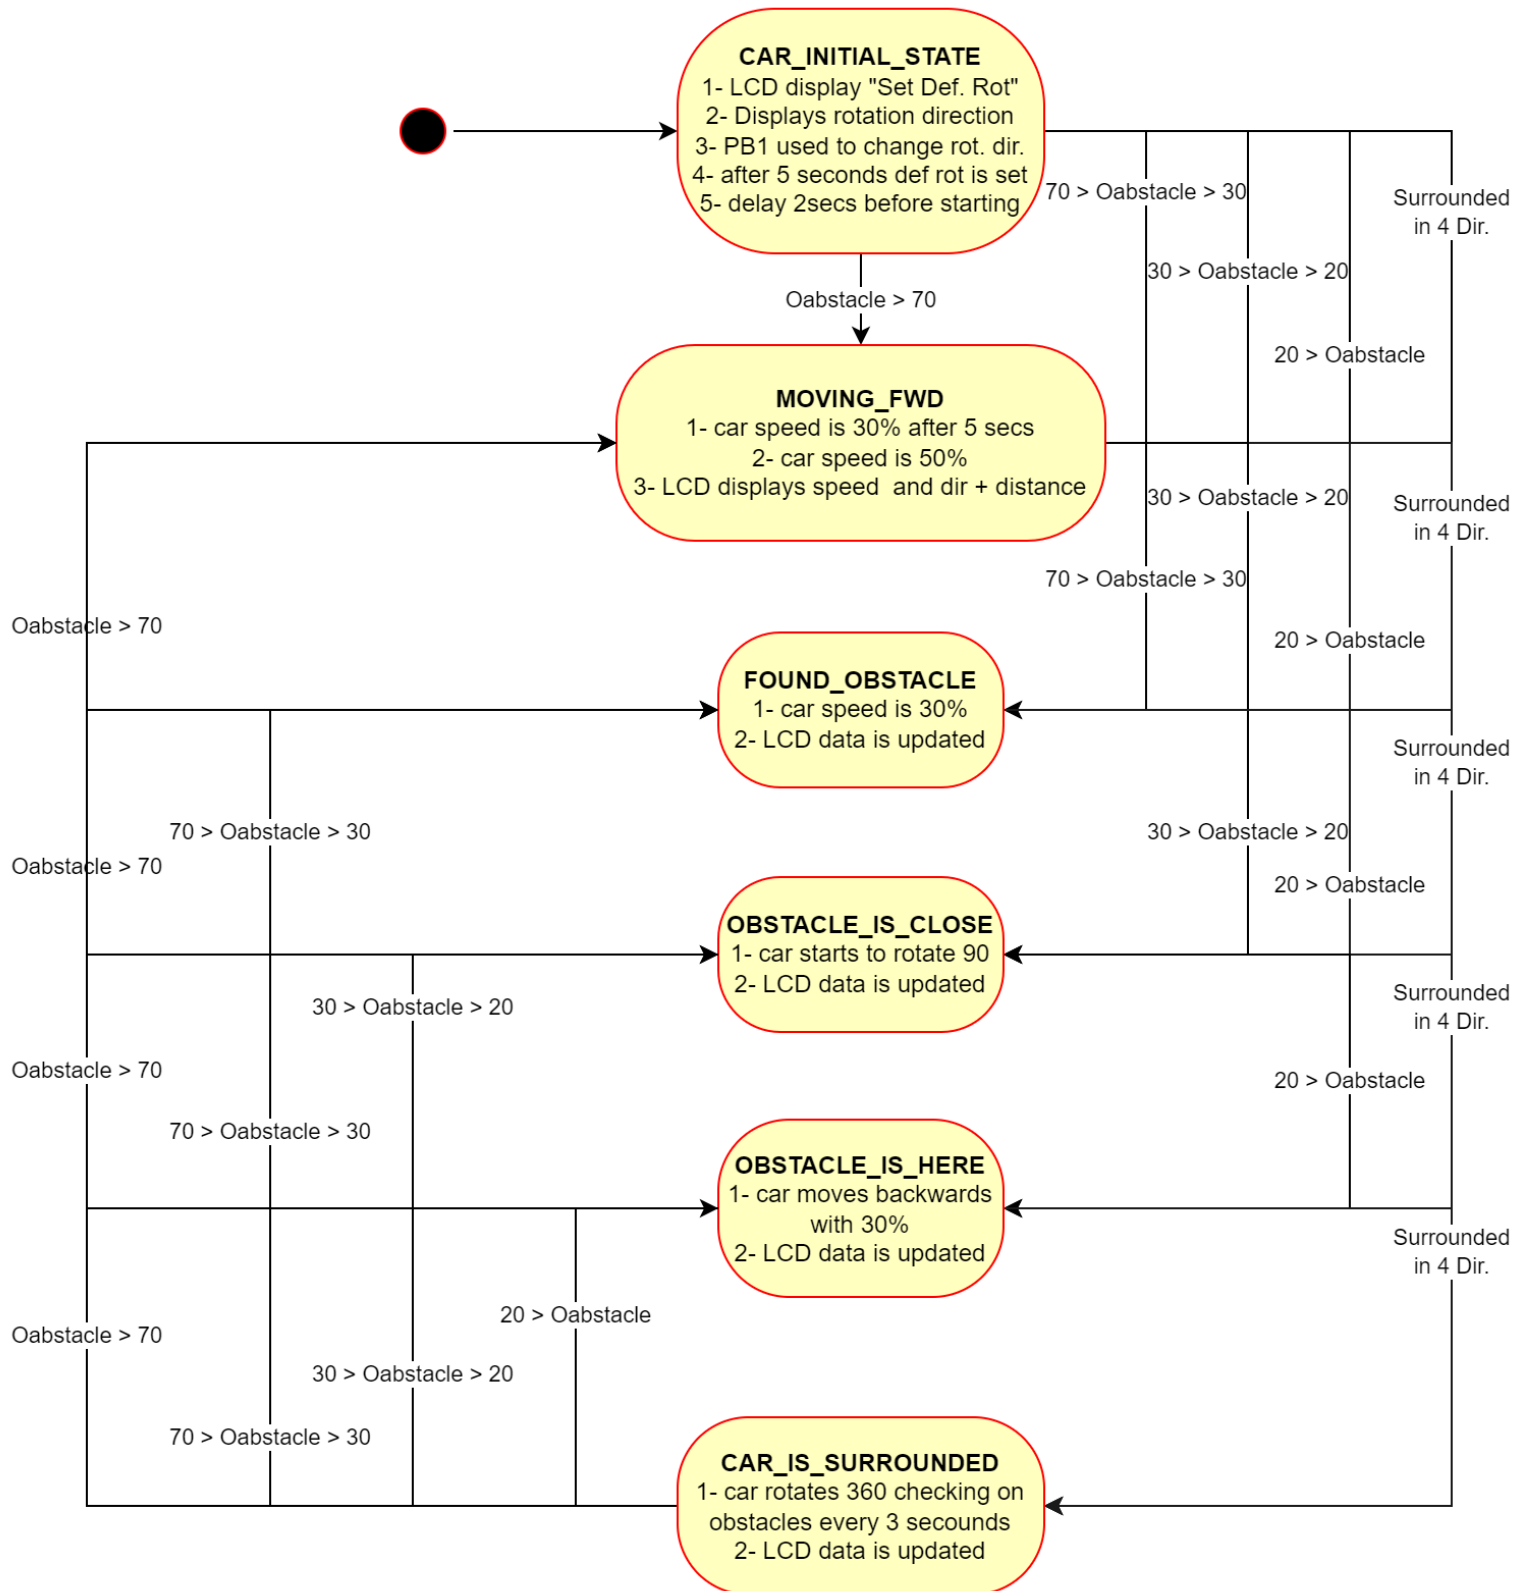 CAR_INITIAL_STATE
1- LCD display "Set Def. Rot"
2- Displays rotation direction
3- PB1 used to change rot. dir.
4- after 5 seconds def rot is set
5- delay 2secs before starting
70 > Oabstacle > 30
Surrounded
in 4 Dir.
30 > Oabstacle > 20
Oabstacle > 70
20 > Oabstacle
MOVING_FWD
1- car speed is 30% after 5 secs
2- car speed is 50%
3- LCD displays speed  and dir + distance
30 > Oabstacle > 20
Surrounded
in 4 Dir.
70 > Oabstacle > 30
Oabstacle > 70
20 > Oabstacle
FOUND_OBSTACLE
1- car speed is 30%
2- LCD data is updated
Surrounded
in 4 Dir.
70 > Oabstacle > 30
30 > Oabstacle > 20
Oabstacle > 70
20 > Oabstacle
OBSTACLE_IS_CLOSE
1- car starts to rotate 90
2- LCD data is updated
30 > Oabstacle > 20
Surrounded
in 4 Dir.
Oabstacle > 70
20 > Oabstacle
70 > Oabstacle > 30
OBSTACLE_IS_HERE
1- car moves backwards
with 30%
2- LCD data is updated
Surrounded
in 4 Dir.
20 > Oabstacle
Oabstacle > 70
30 > Oabstacle > 20
70 > Oabstacle > 30
CAR_IS_SURROUNDED
1- car rotates 360 checking on
obstacles every 3 secounds
2- LCD data is updated